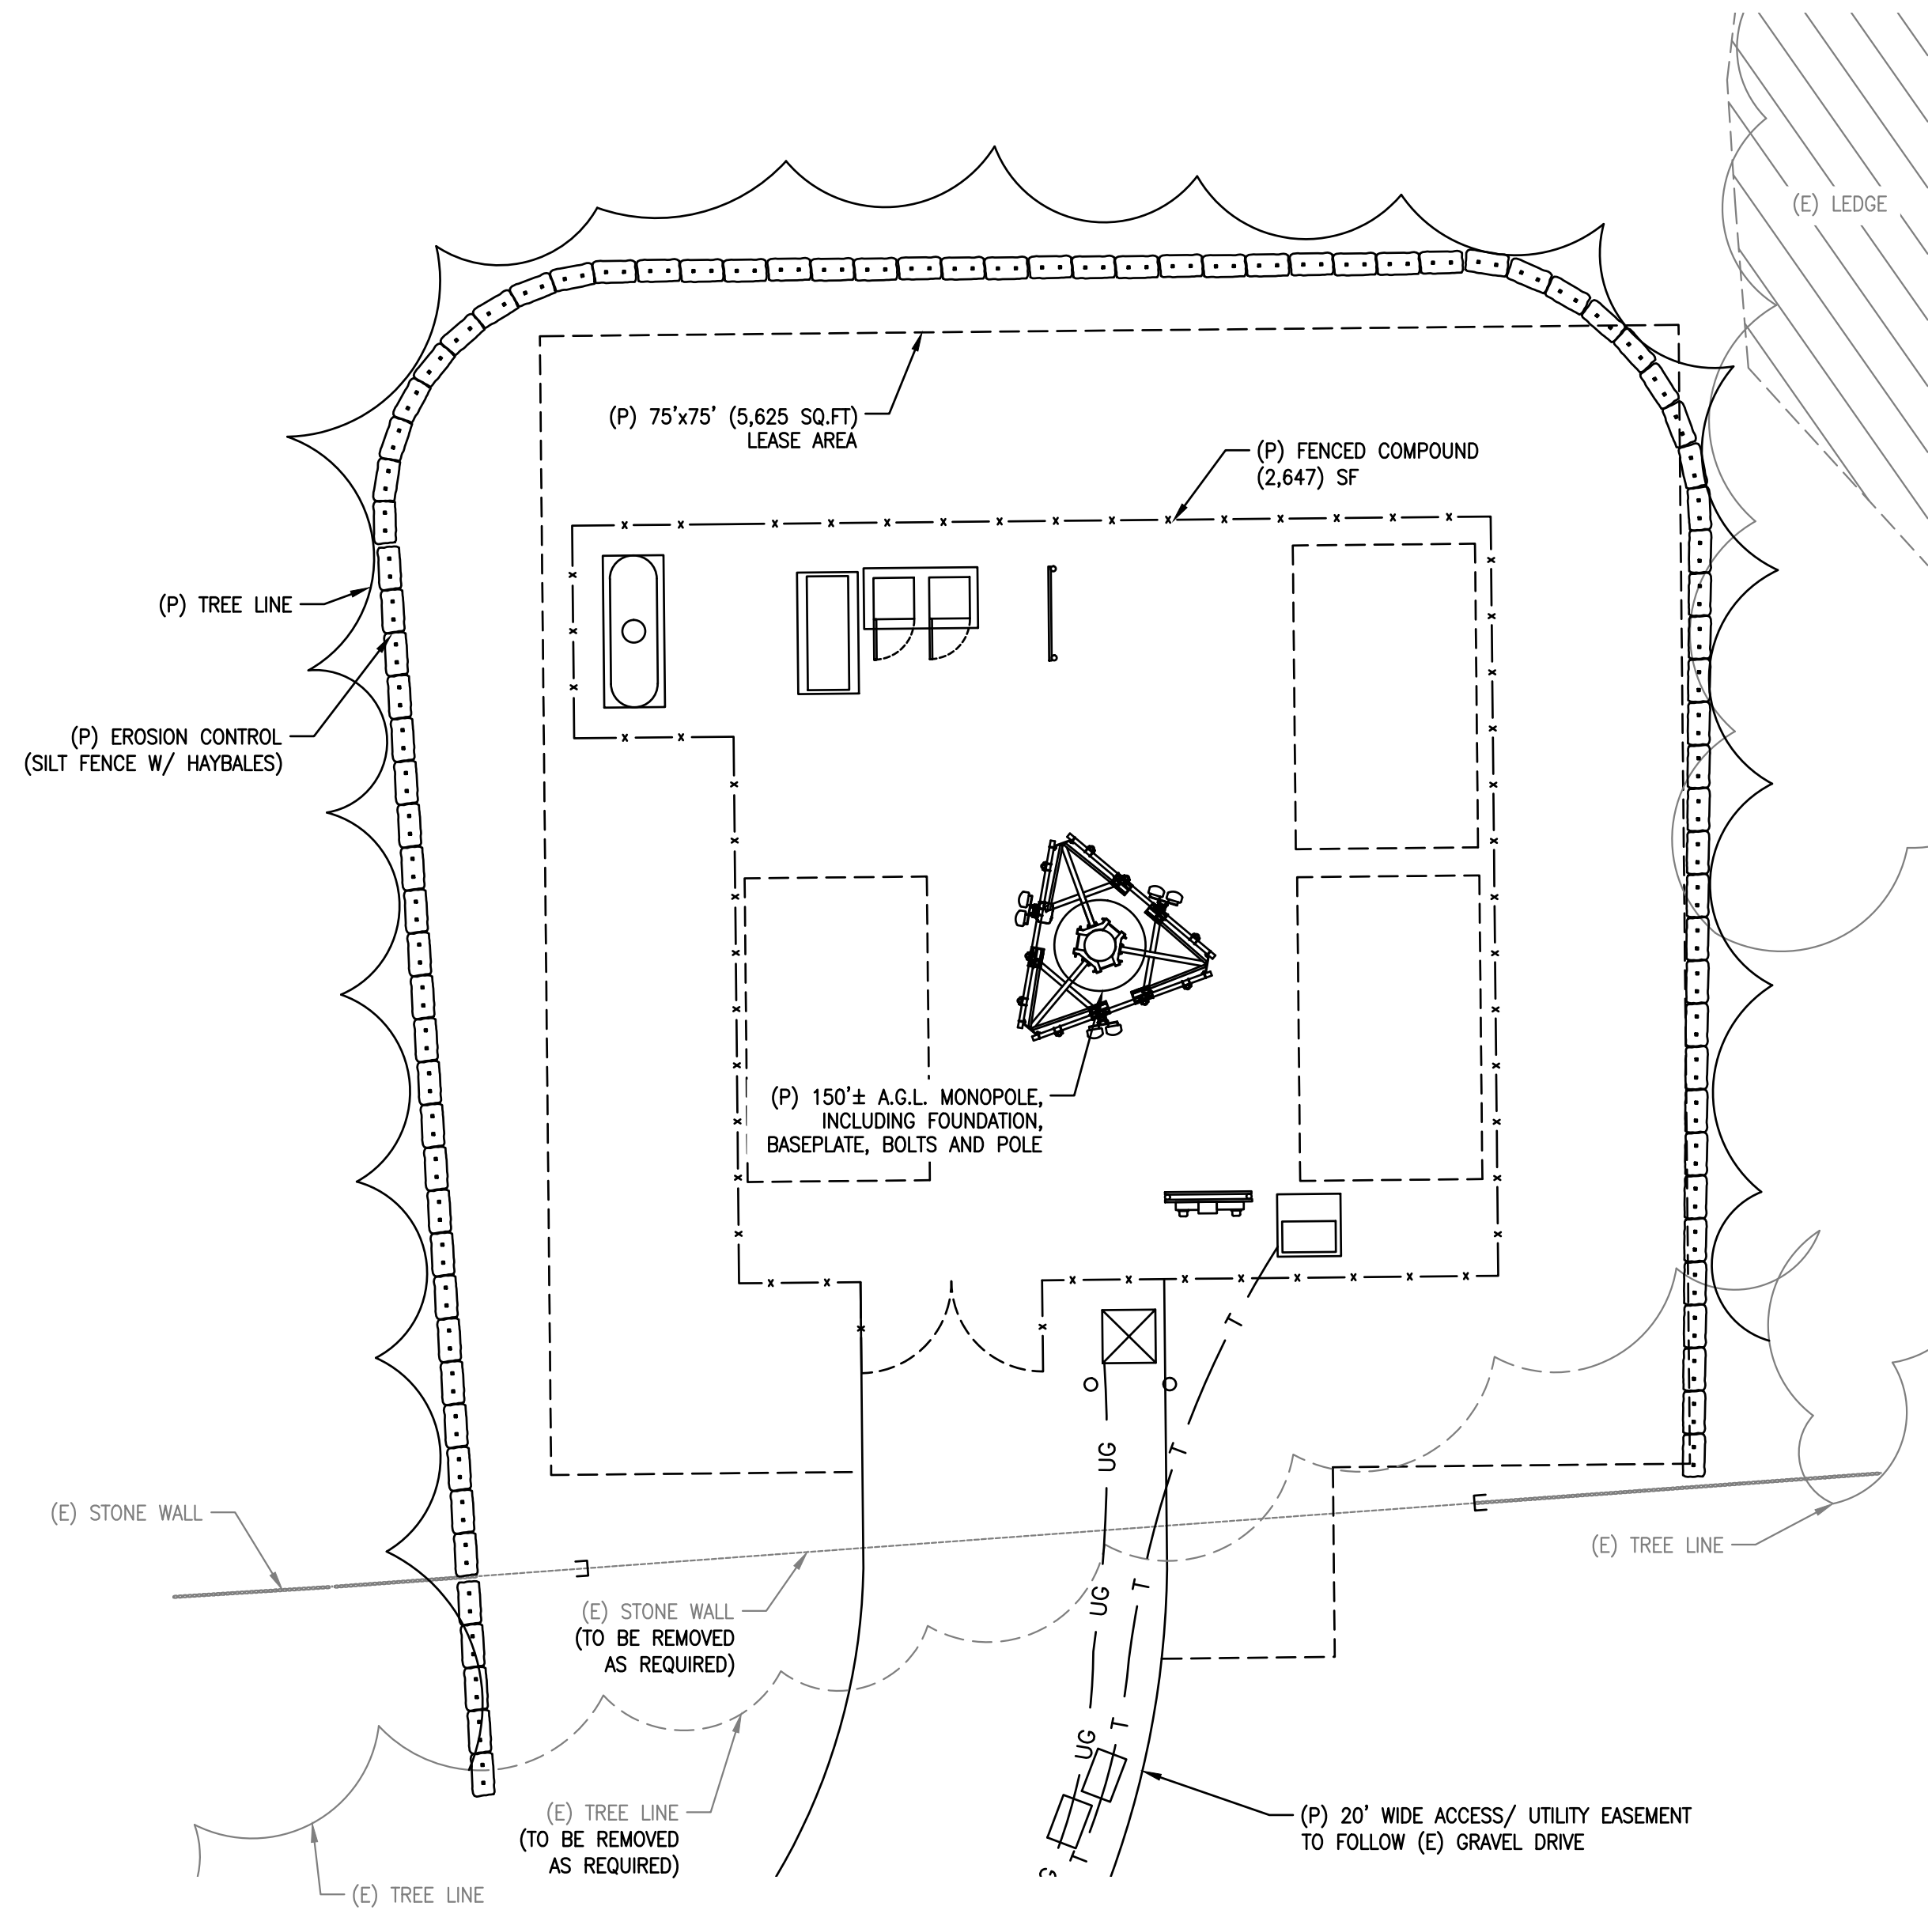 (E) LEDGE
(P) 75'x75' (5,625 SQ.FT)
LEASE AREA
(P) FENCED COMPOUND
(2,647) SF
(P) TREE LINE
(P) EROSION CONTROL
(SILT FENCE W/ HAYBALES)
(P) 150'± A.G.L. MONOPOLE,
INCLUDING FOUNDATION,
BASEPLATE, BOLTS AND POLE
T
UG
T
(E) STONE WALL
(E) TREE LINE
UG
T
(E) STONE WALL
(TO BE REMOVED
AS REQUIRED)
UG
T
(E) TREE LINE
(TO BE REMOVED
AS REQUIRED)
(P) 20' WIDE ACCESS/ UTILITY EASEMENT
TO FOLLOW (E) GRAVEL DRIVE
G
T
(E) TREE LINE